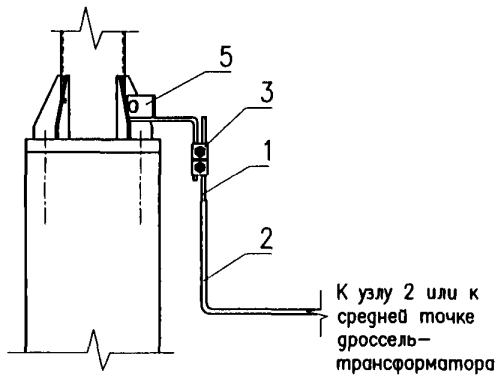 5
3
1
2
К узлу 2 или к
средней точке
дроссель-
трансформатора